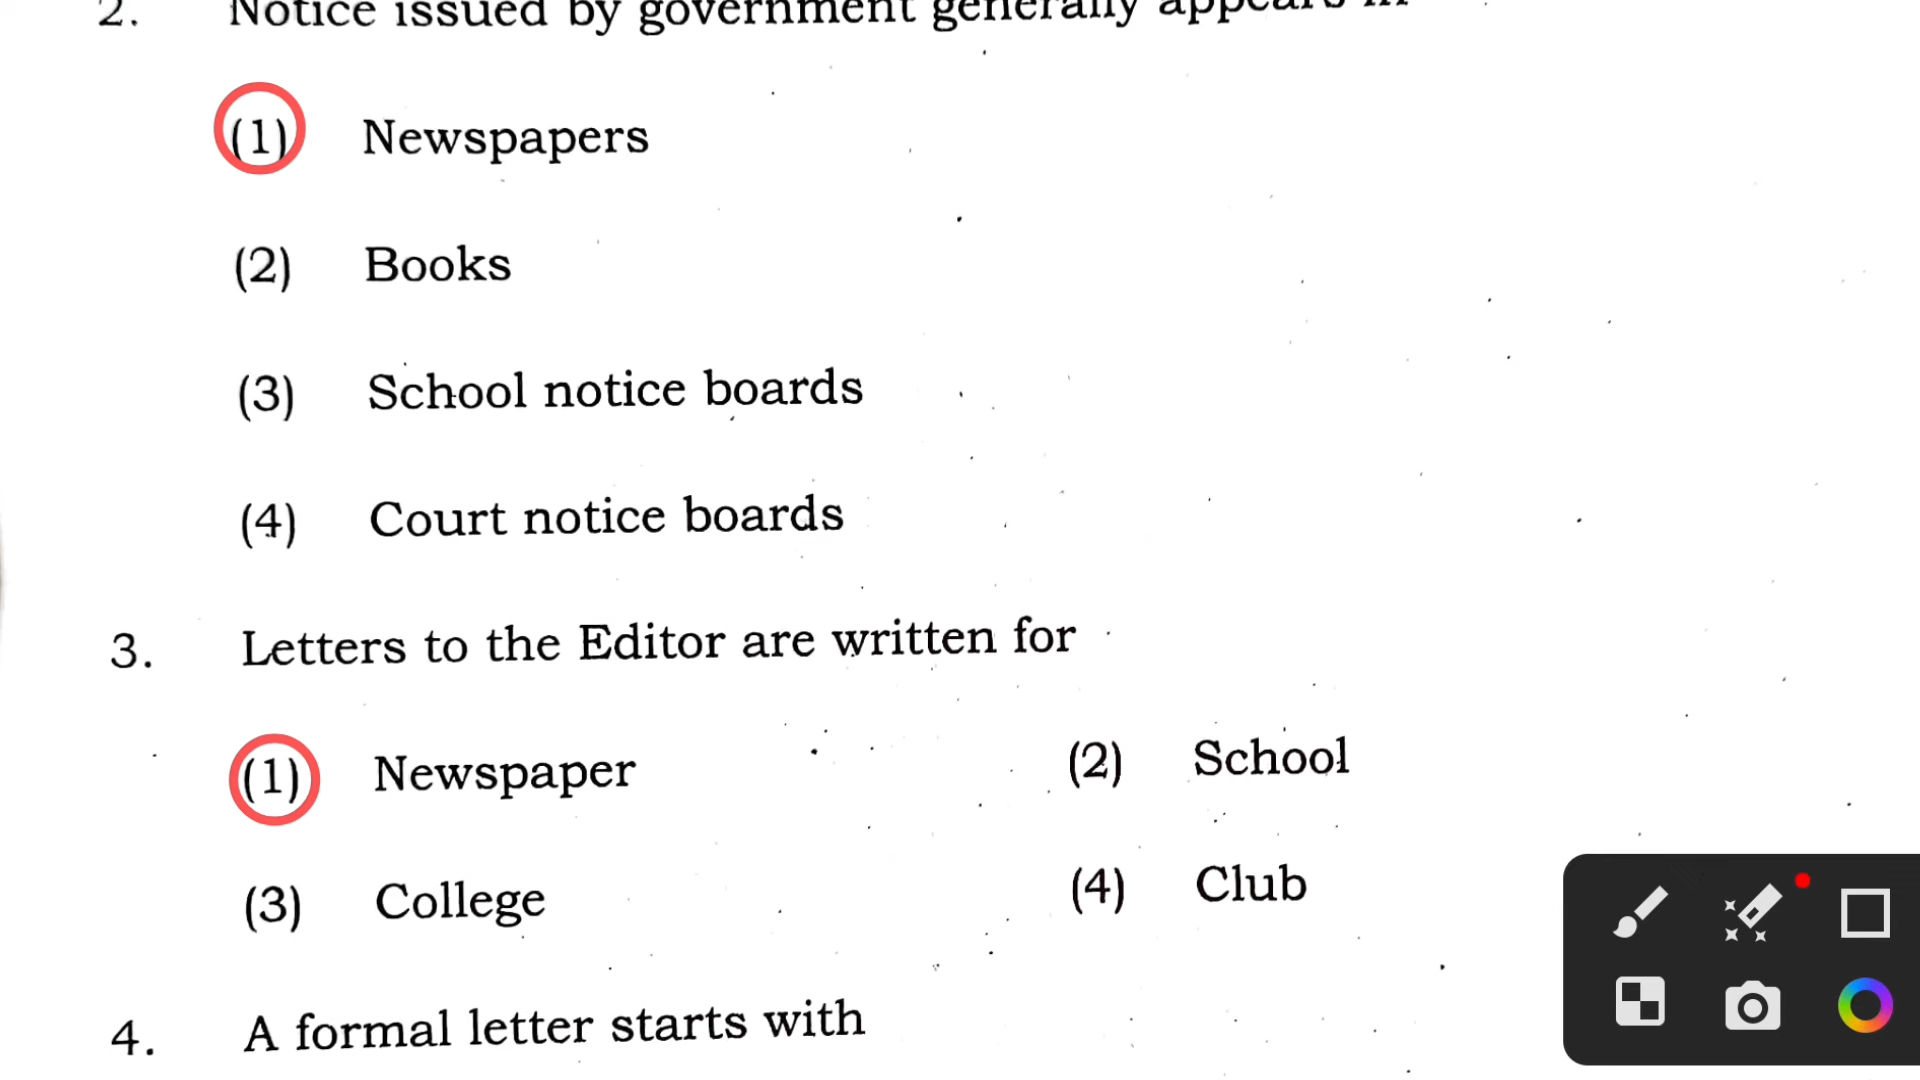 2. Notice issued by government generally appears in
(1) Newspapers
(2) Books
(3) School notice boards
(4) Court notice boards
3. Letters to the Editor are written for
(1) Newspaper (2) School
(3) College (4) Club
4. A formal letter starts with